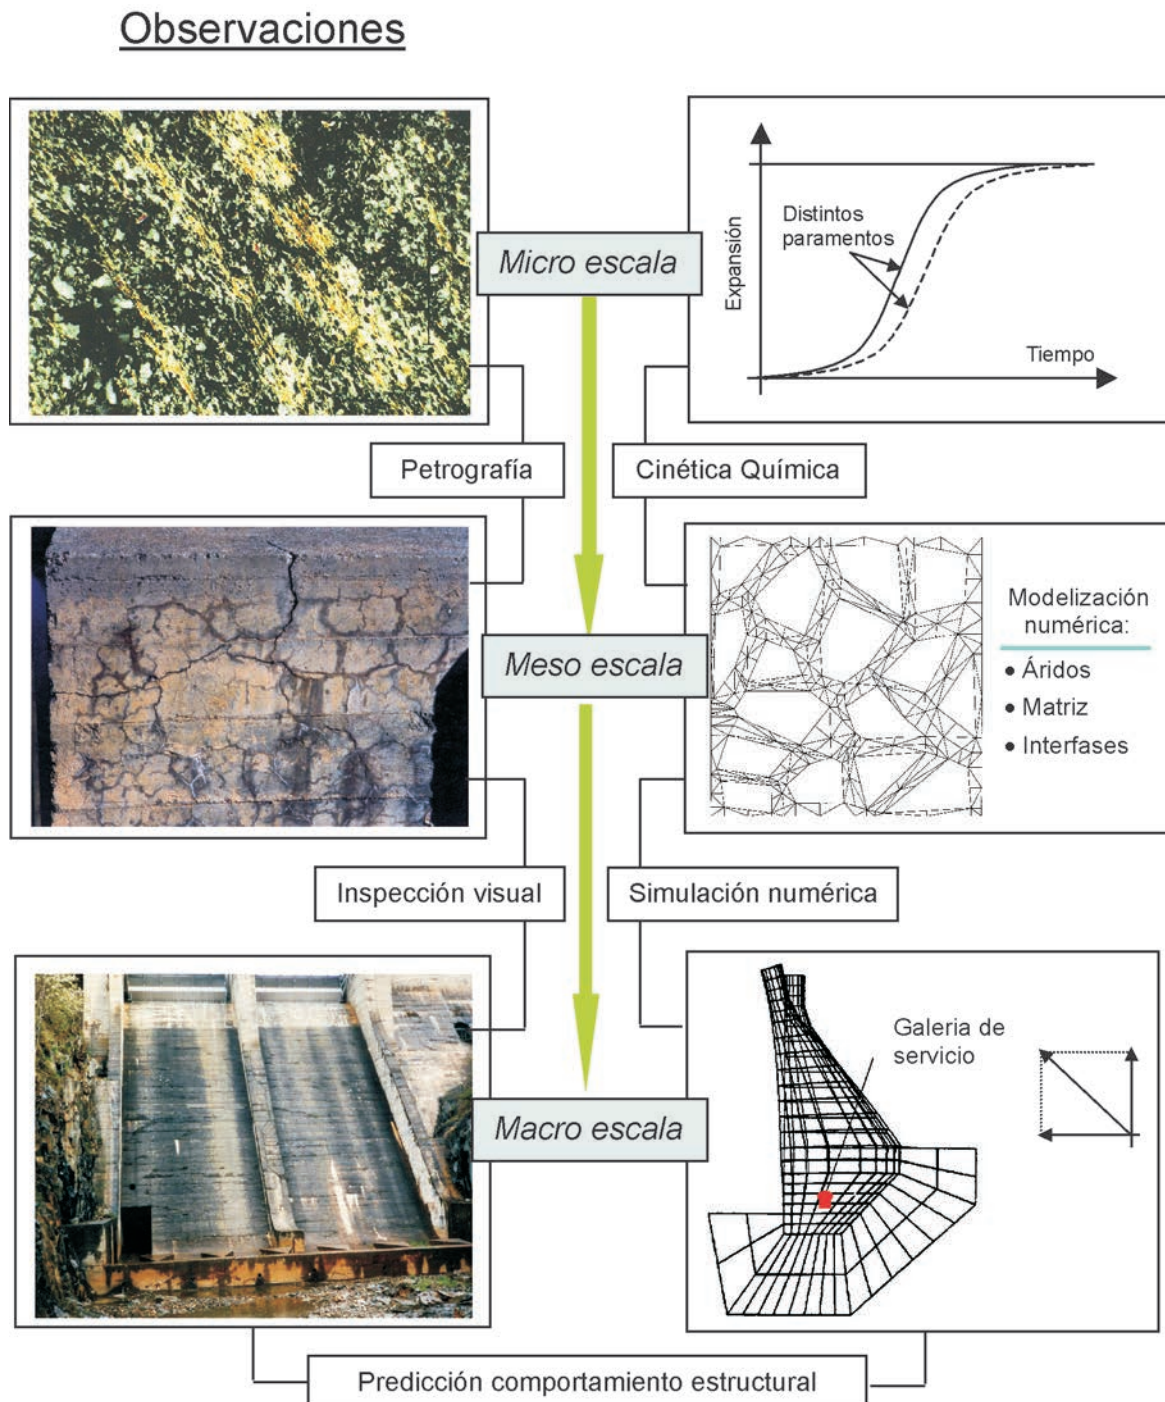 Observaciones
Micro escala
Expansión
Distintos
paramentos
Tiempo
Petrografía
Cinética Química
Meso escala
Modelización
numérica:
• Áridos
• Matriz
• Interfases
Inspección visual
Simulación numérica
Macro escala
Galeria de
servicio
Predicción comportamiento estructural